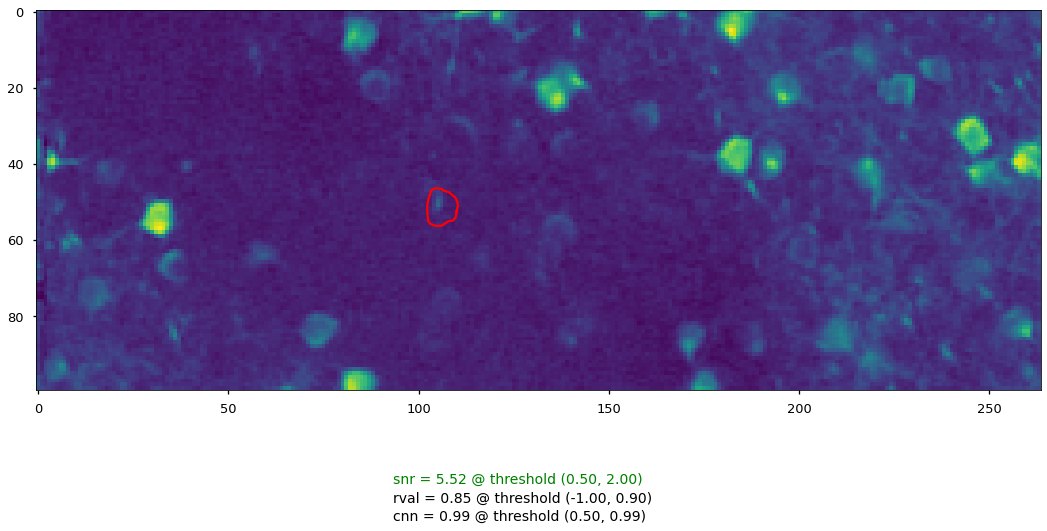 0
20
40
60
80
0 50 100 150 200 250
snr = 5.52 @ threshold (0.50, 2.00)
rval = 0.85 @ threshold (-1.00, 0.90)
cnn = 0.99 @ threshold (0.50, 0.99)